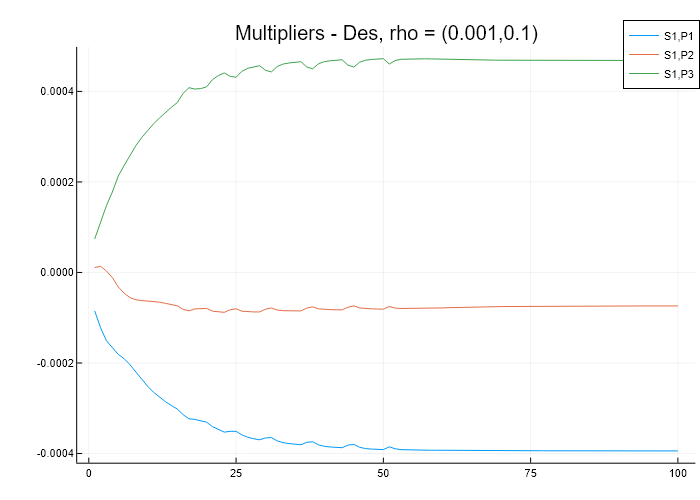 Multipliers - Des, rho = (0.001,0.1)
S1,P1
S1,P2
S1,P3
0.0004
0.0002
0.0000
-0.0002
-0.0004
0 25 50 75 100